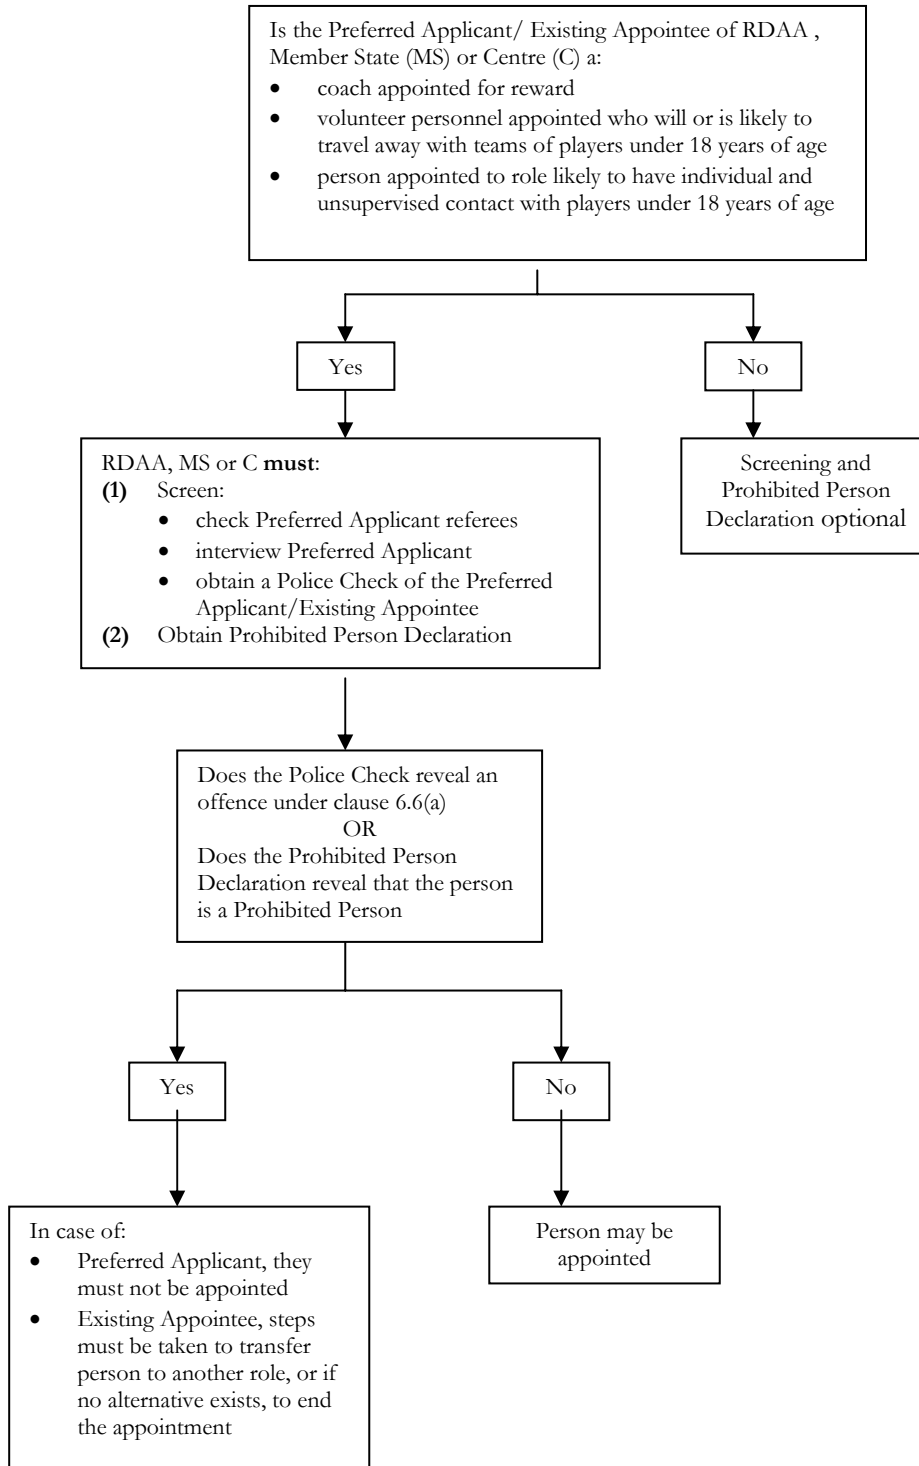 Is the Preferred Applicant/ Existing Appointee of RDAA ,
Member State (MS) or Centre (C) a:
• coach appointed for reward
• volunteer personnel appointed who will or is likely to
travel away with teams of players under 18 years of age
• person appointed to role likely to have individual and
unsupervised contact with players under 18 years of age
Yes
No
RDAA, MS or C must:
(1) Screen:
• check Preferred Applicant referees
• interview Preferred Applicant
• obtain a Police Check of the Preferred
Applicant/Existing Appointee
(2) Obtain Prohibited Person Declaration
Screening and
Prohibited Person
Declaration optional
Does the Police Check reveal an
offence under clause 6.6(a)
OR
Does the Prohibited Person
Declaration reveal that the person
is a Prohibited Person
Yes
No
In case of:
• Preferred Applicant, they
must not be appointed
• Existing Appointee, steps
must be taken to transfer
person to another role, or if
no alternative exists, to end
the appointment
Person may be
appointed